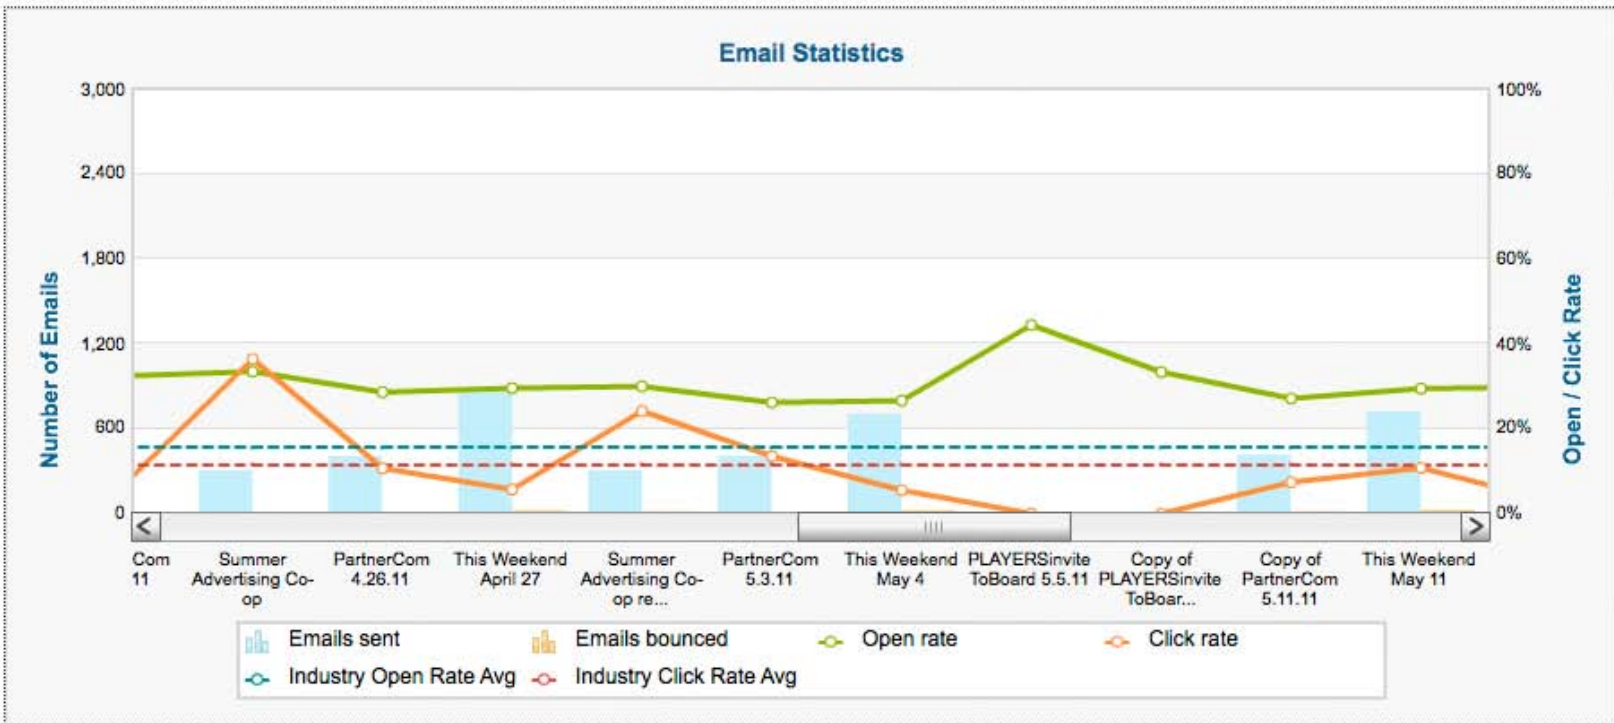 Email Statistics
3,000
100%
2,400
80%
1,800
60%
1,200
40%
600
20%
0
0%
Number of Emails
Open / Click Rate
Com
11
Summer
Advertising Co-
op
PartnerCom
4.26.11
This Weekend
April 27
Summer
Advertising Co-
op re...
PartnerCom
5.3.11
This Weekend
May 4
PLAYERSinvite
ToBoard 5.5.11
Copy of
PLAYERSinvite
ToBoar...
Copy of
PartnerCom
5.11.11
This Weekend
May 11
Emails sent
Emails bounced
Open rate
Click rate
Industry Open Rate Avg
Industry Click Rate Avg